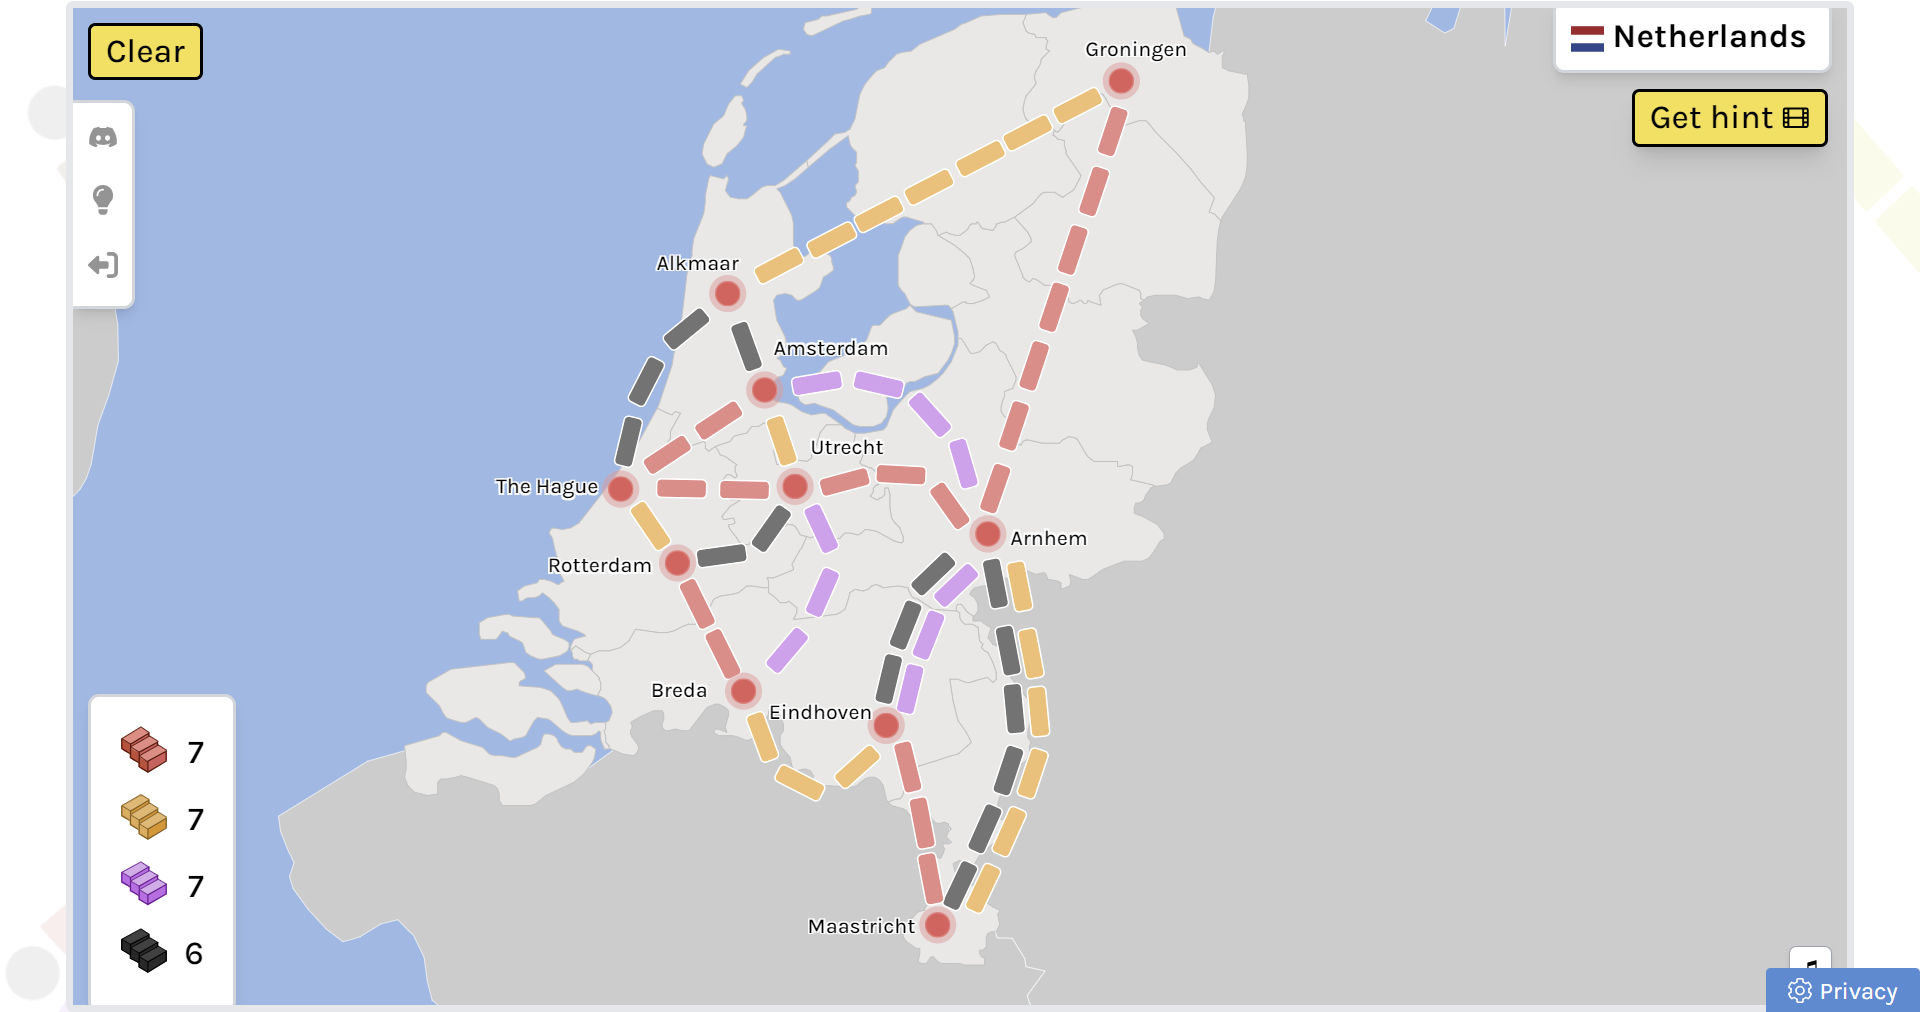 Clear
Netherlands
Get hint
Groningen
Alkmaar
Amsterdam
Utrecht
The Hague
Arnhem
Rotterdam
Breda
Eindhoven
Maastricht
7
7
7
6
Privacy